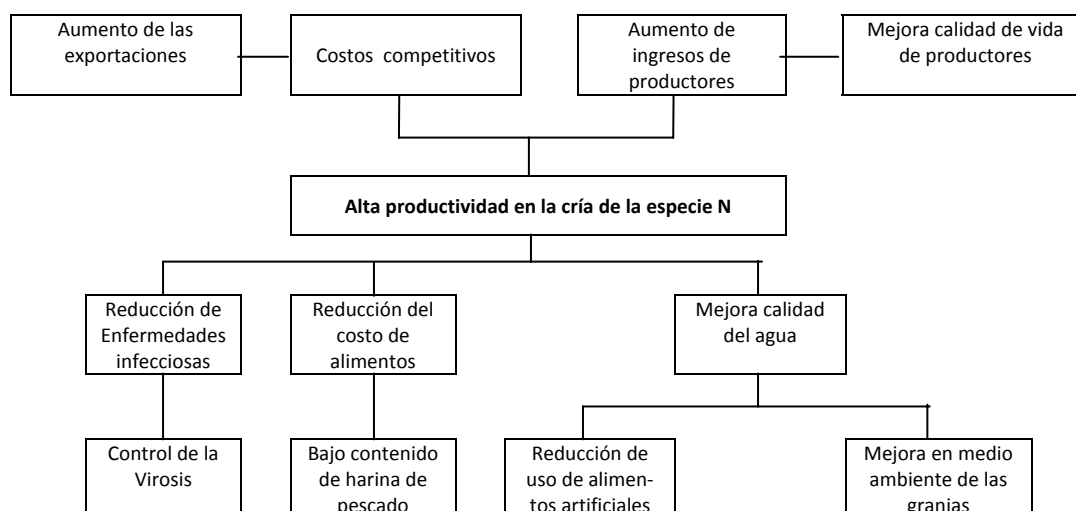 Aumento de las
exportaciones
Costos competitivos
Aumento de
ingresos de
productores
Mejora calidad de vida
de productores
Alta productividad en la cría de la especie N
Reducción de
Enfermedades
infecciosas
Reducción del
costo de
alimentos
Mejora calidad
del agua
Control de la
Virosis
Bajo contenido
de harina de
pescado
Reducción de
uso de alimen-
tos artificiales
Mejora en medio
ambiente de las
granjas